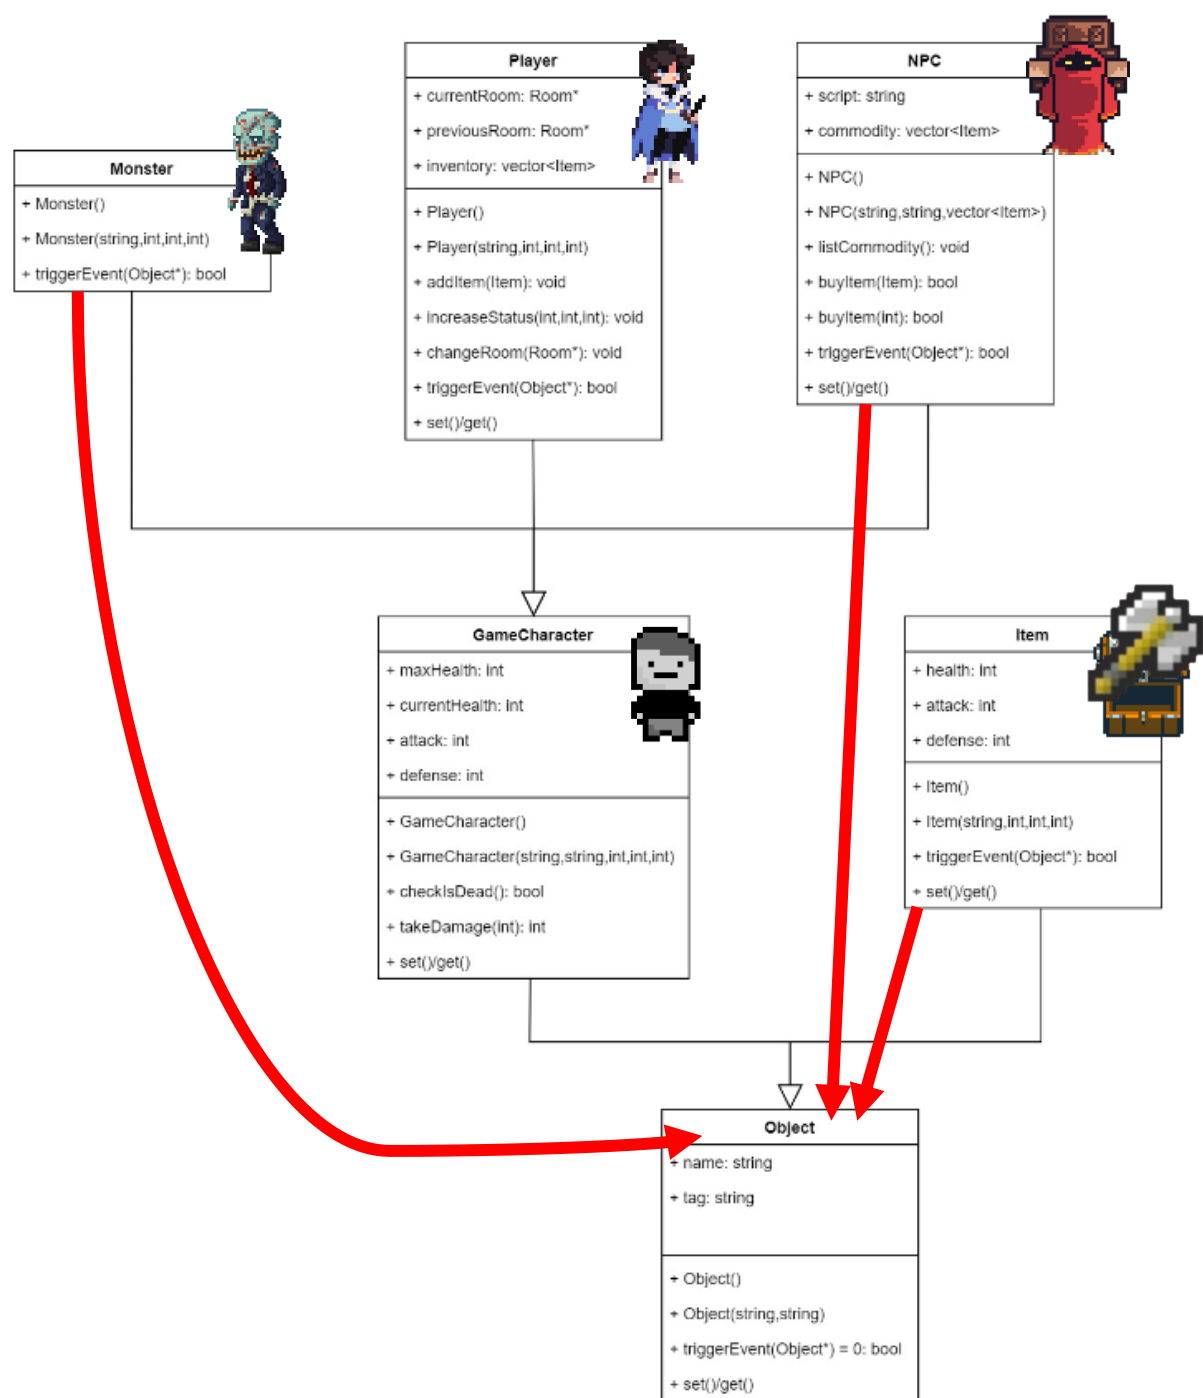 Monster
+ Monster()
+ Monster(string,int,int,int)
+ triggerEvent(Object*): bool
Player
+ currentRoom: Room*
+ previousRoom: Room*
+ inventory: vector<Item>
+ Player()
+ Player(string,int,int,int)
+ addItem(Item): void
+ increaseStatus(int,int,int): void
+ changeRoom(Room*): void
+ triggerEvent(Object*): bool
+ set()/get()
NPC
+ script: string
+ commodity: vector<Item>
+ NPC()
+ NPC(string,string,vector<Item>)
+ listCommodity(): void
+ buyItem(Item): bool
+ buyItem(int): bool
+ triggerEvent(Object*): bool
+ set()/get()
GameCharacter
+ maxHealth: int
+ currentHealth: int
+ attack: int
+ defense: int
+ GameCharacter()
+ GameCharacter(string,string,int,int,int)
+ checkIsDead(): bool
+ takeDamage(int): int
+ set()/get()
Item
+ health: int
+ attack: int
+ defense: int
+ Item()
+ Item(string,int,int,int)
+ triggerEvent(Object*): bool
+ set()/get()
Object
+ name: string
+ tag: string
+ Object()
+ Object(string,string)
+ triggerEvent(Object*) = 0: bool
+ set()/get()